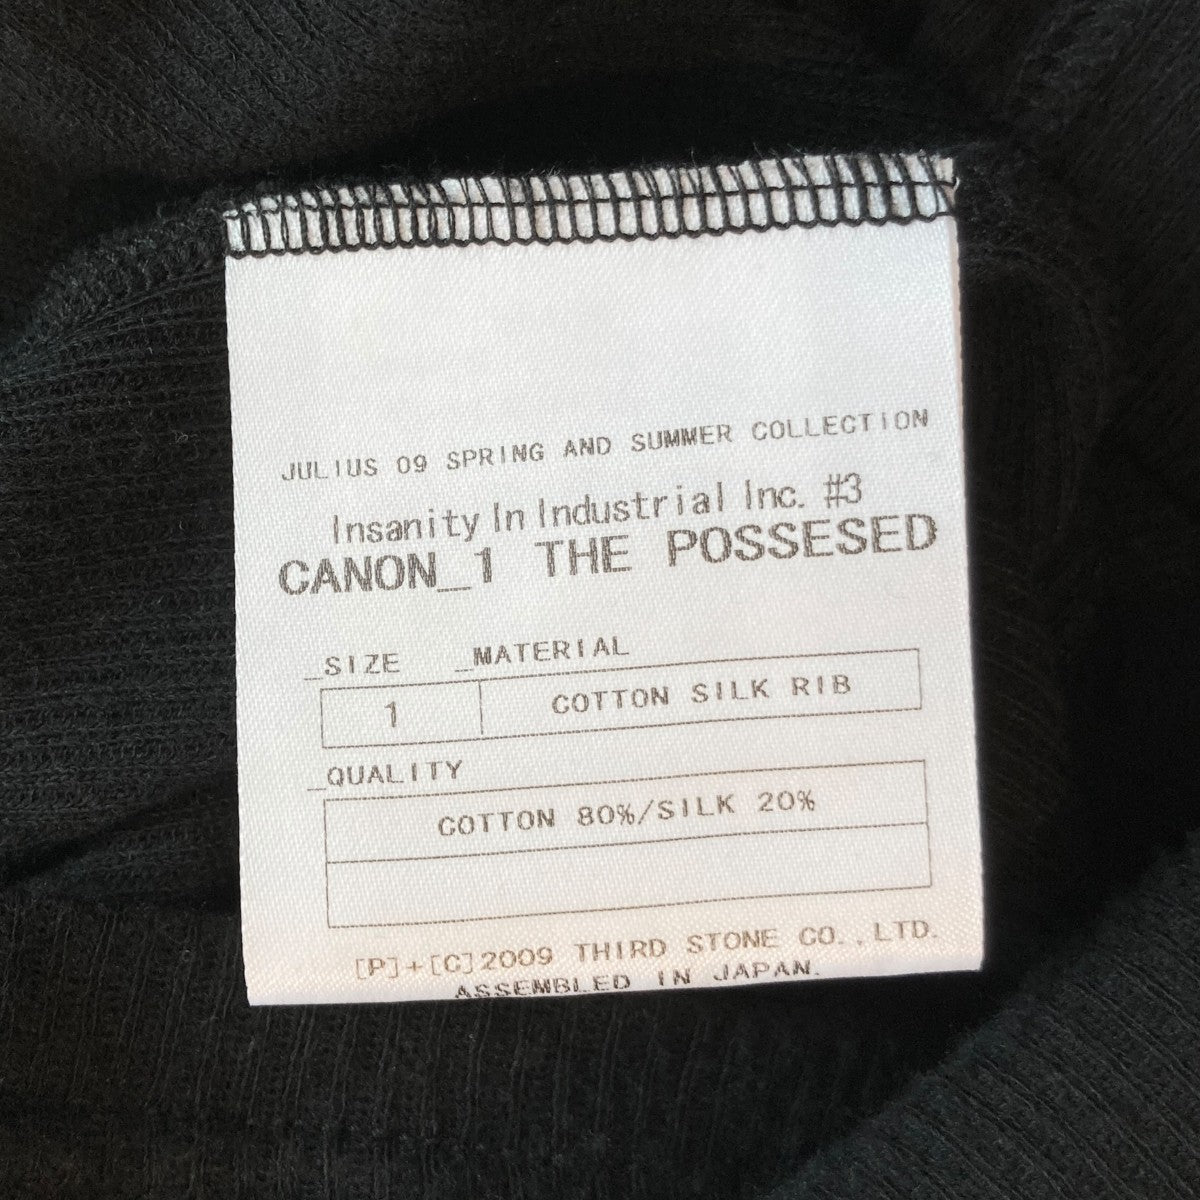 JULIUS 09 SPRING AND SUMMER COLLECTION
Insanity In Industrial Inc. #3
CANON_1 THE POSSESED
_SIZE _MATERIAL
1 COTTON SILK RIB
_QUALITY
COTTON 80%/SILK 20%
[P]+[C]2009 THIRD STONE CO.,LTD.
ASSEMBLED IN JAPAN.